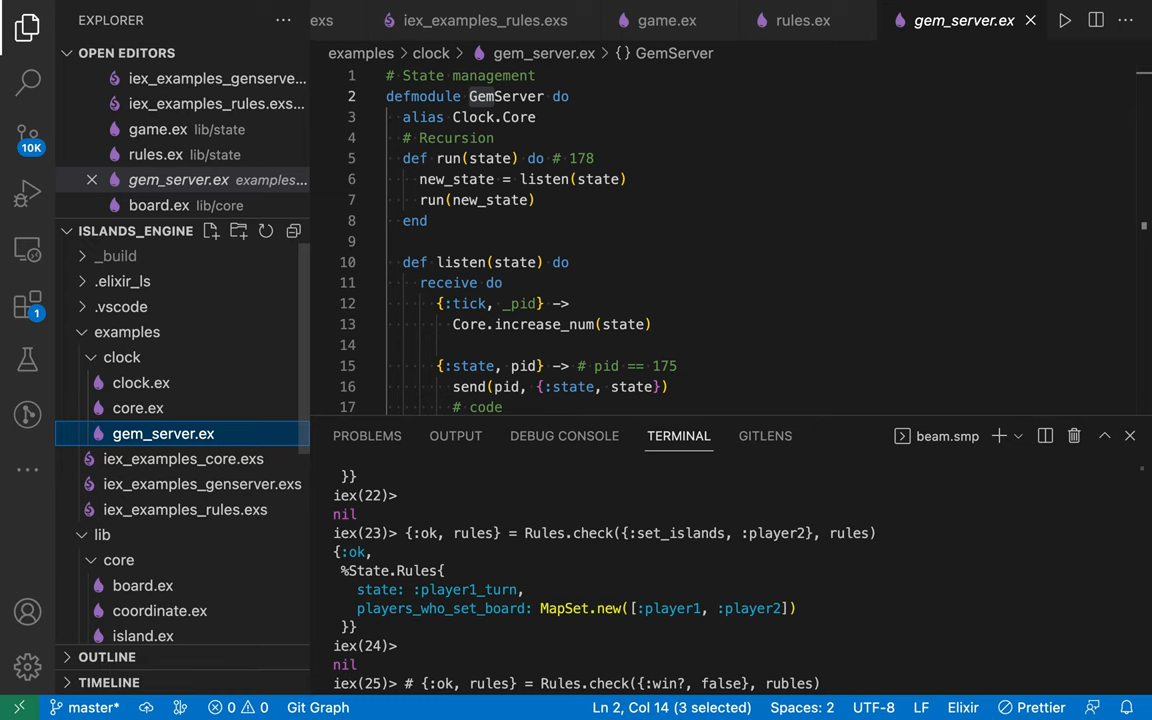 EXPLORER
OPEN EDITORS
iex_examples_genserve...
iex_examples_rules.exs...
game.ex lib/state
rules.ex lib/state
gem_server.ex examples...
board.ex lib/core
ISLANDS_ENGINE
_build
.elixir_ls
.vscode
examples
clock
clock.ex
core.ex
gem_server.ex
iex_examples_core.exs
iex_examples_genserver.exs
iex_examples_rules.exs
lib
core
board.ex
coordinate.ex
island.ex
OUTLINE
TIMELINE
10K
1
exs iex_examples_rules.exs game.ex rules.ex gem_server.ex
examples > clock > gem_server.ex > {} GemServer
1 # State management
2 defmodule GemServer do
3 alias Clock.Core
4 # Recursion
5 def run(state) do # 178
6 new_state = listen(state)
7 run(new_state)
8 end
9
10 def listen(state) do
11 receive do
12 {:tick, _pid} ->
13 Core.increase_num(state)
14
15 {:state, pid} -> # pid == 175
16 send(pid, {:state, state})
17 # code
PROBLEMS OUTPUT DEBUG CONSOLE TERMINAL GITLENS beam.smp
}}
iex(22)>
nil
iex(23)> {:ok, rules} = Rules.check({:set_islands, :player2}, rules)
{:ok,
%State.Rules{
state: :player1_turn,
players_who_set_board: MapSet.new([:player1, :player2])
}}
iex(24)>
nil
iex(25)> # {:ok, rules} = Rules.check({:win?, false}, rubles)
master* 0 0 Git Graph Ln 2, Col 14 (3 selected) Spaces: 2 UTF-8 LF Elixir Prettier